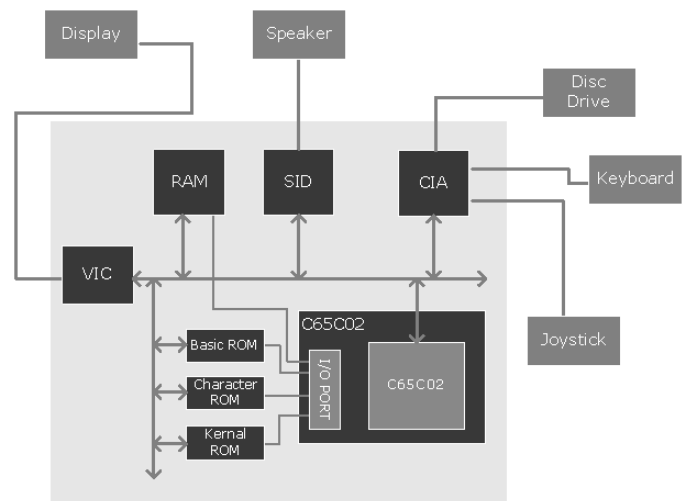 Display
Speaker
Disc
Drive
RAM
SID
CIA
Keyboard
VIC
C65C02
Basic ROM
I/O PORT
C65C02
Joystick
Character
ROM
Kernal
ROM